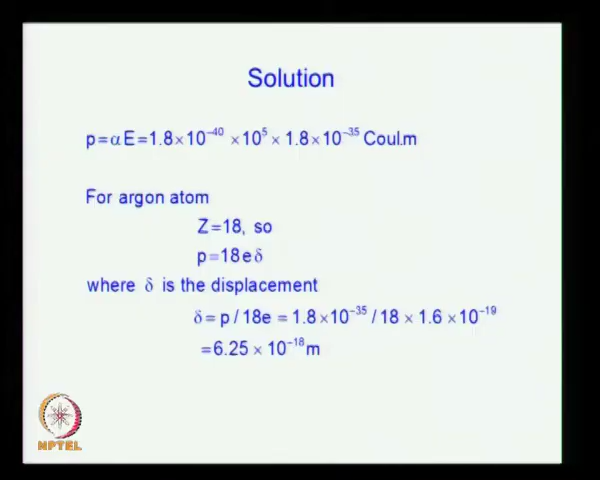 Solution
p=αE=1.8×10⁻⁴⁰ ×10⁵ × 1.8×10⁻³⁵ Coul.m
For argon atom
Z=18, so
p=18eδ
where δ is the displacement
δ= p / 18e = 1.8×10⁻³⁵ / 18 × 1.6 ×10⁻¹⁹
=6.25 × 10⁻¹⁸ m
NPTEL